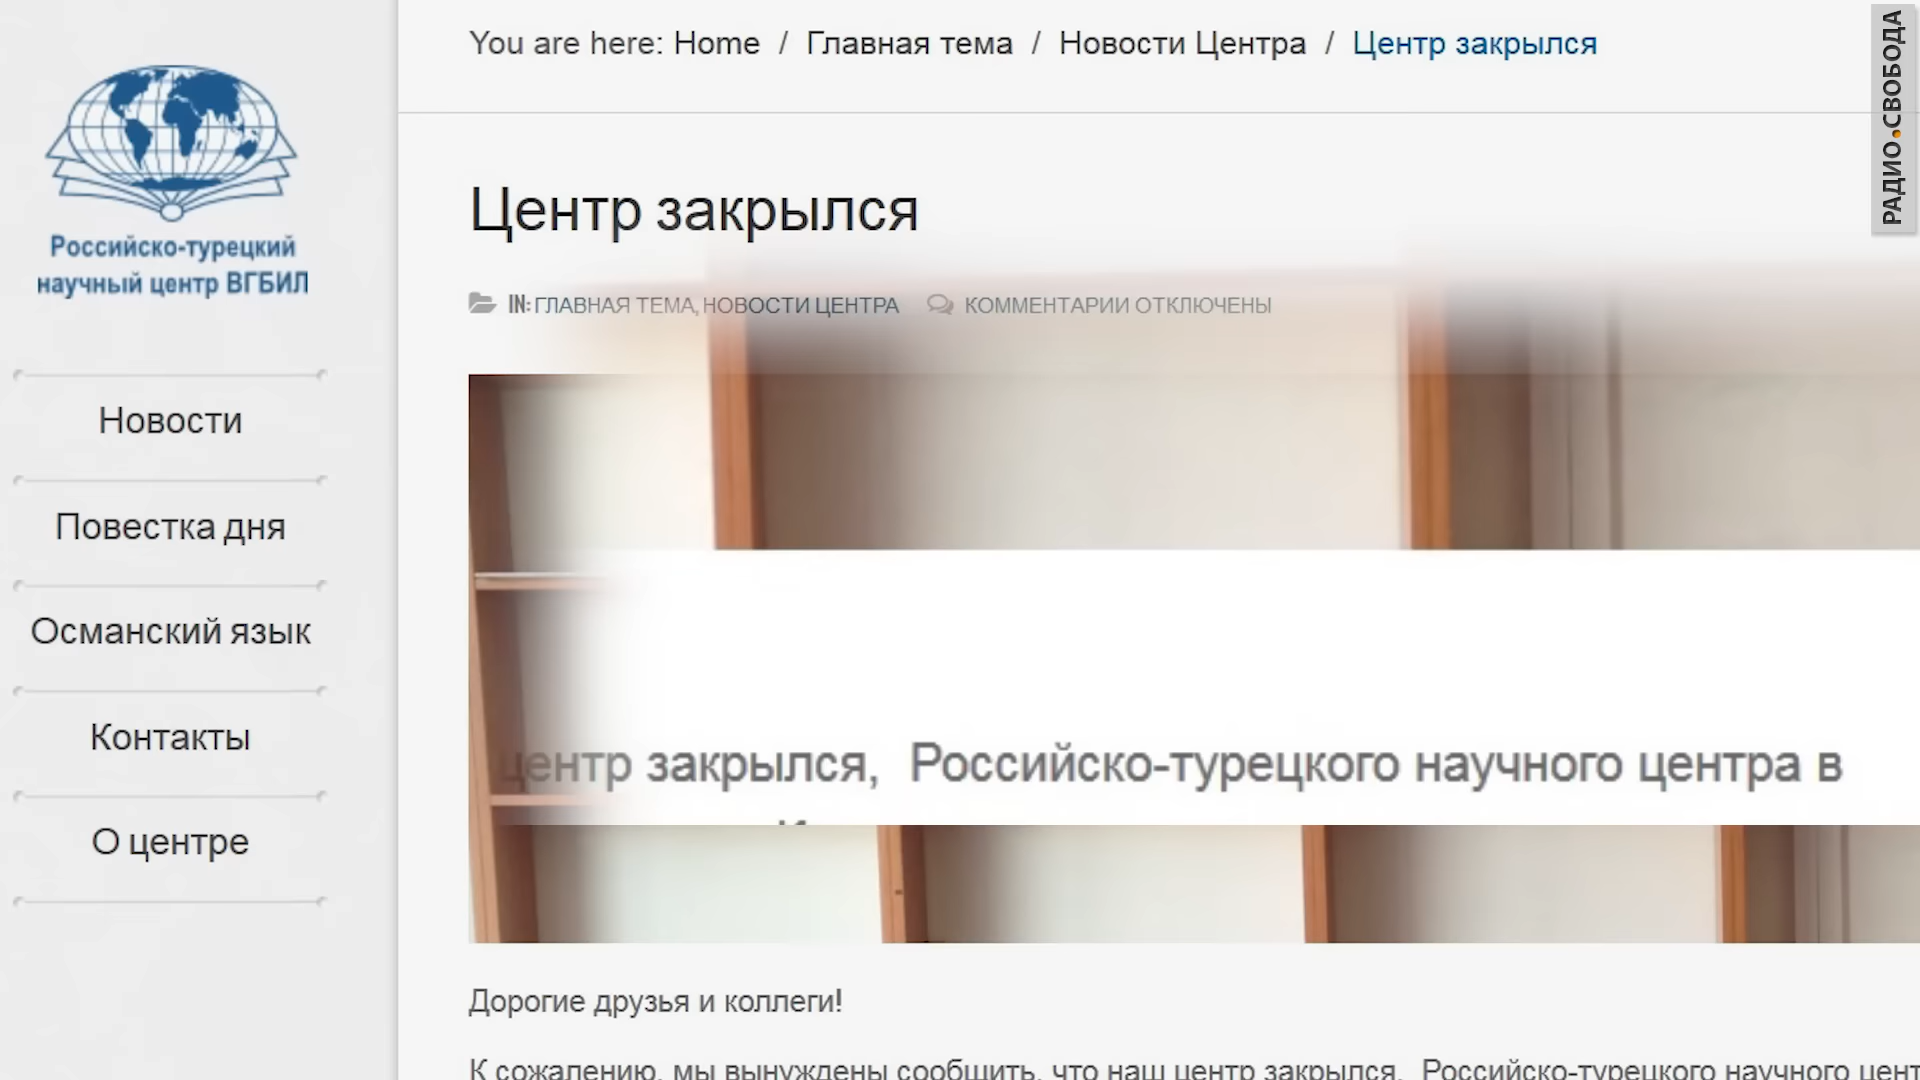 You are here: Home / Главная тема / Новости Центра / Центр закрылся
РАДИО СВОБОДА
Российско-турецкий
научный центр ВГБИЛ
Новости
Повестка дня
Османский язык
Контакты
О центре
Центр закрылся
IN: ГЛАВНАЯ ТЕМА, НОВОСТИ ЦЕНТРА КОММЕНТАРИИ ОТКЛЮЧЕНЫ
центр закрылся, Российско-турецкого научного центра в
Дорогие друзья и коллеги!
К сожалению, мы вынуждены сообщить, что наш центр закрылся. Российско-турецкого научного цент